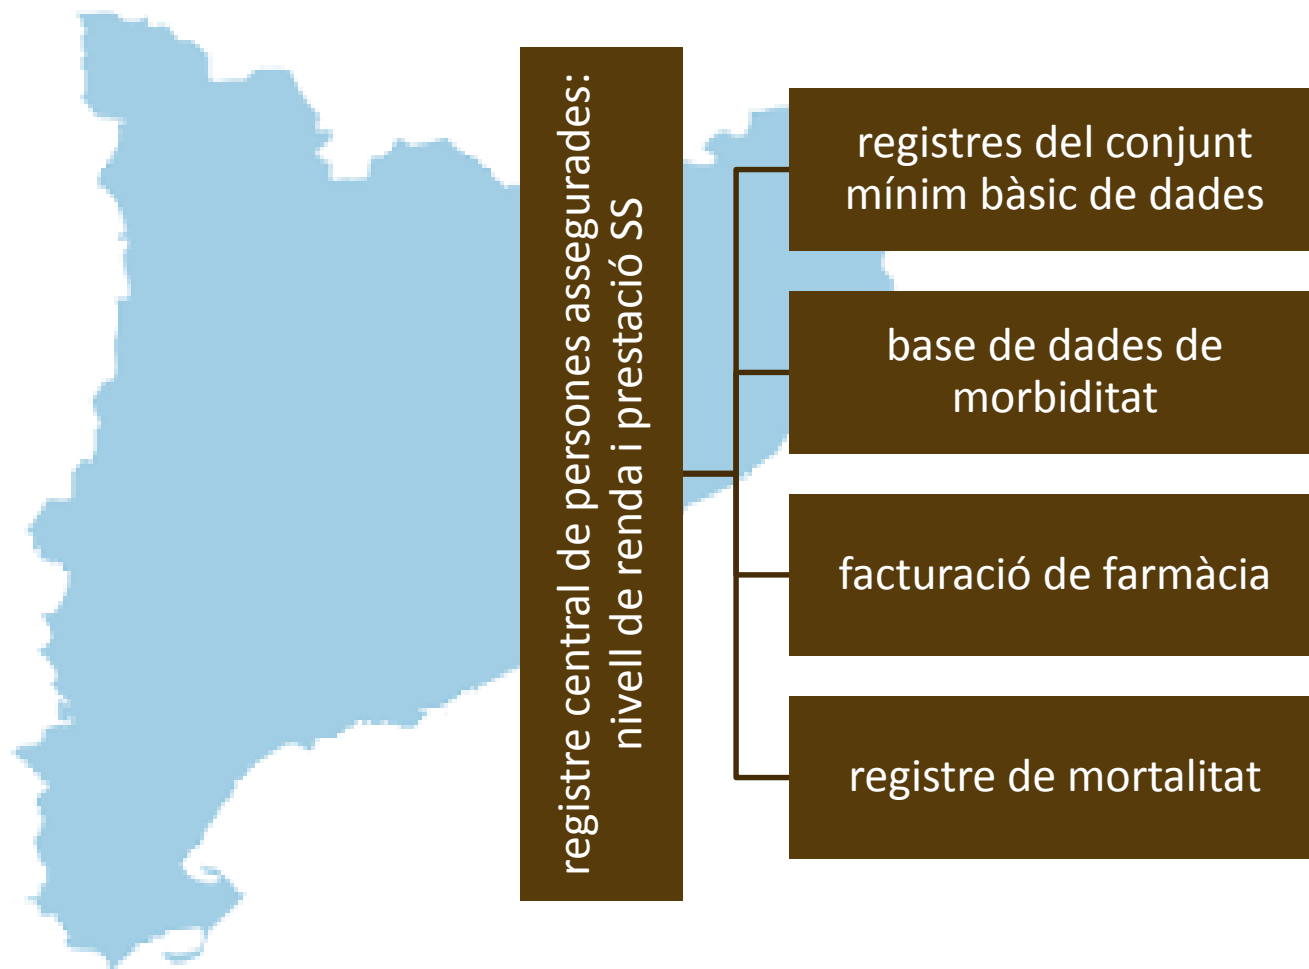 registre central de persones assegurades:
nivell de renda i prestació SS
registres del conjunt
mínim bàsic de dades
base de dades de
morbiditat
facturació de farmàcia
registre de mortalitat